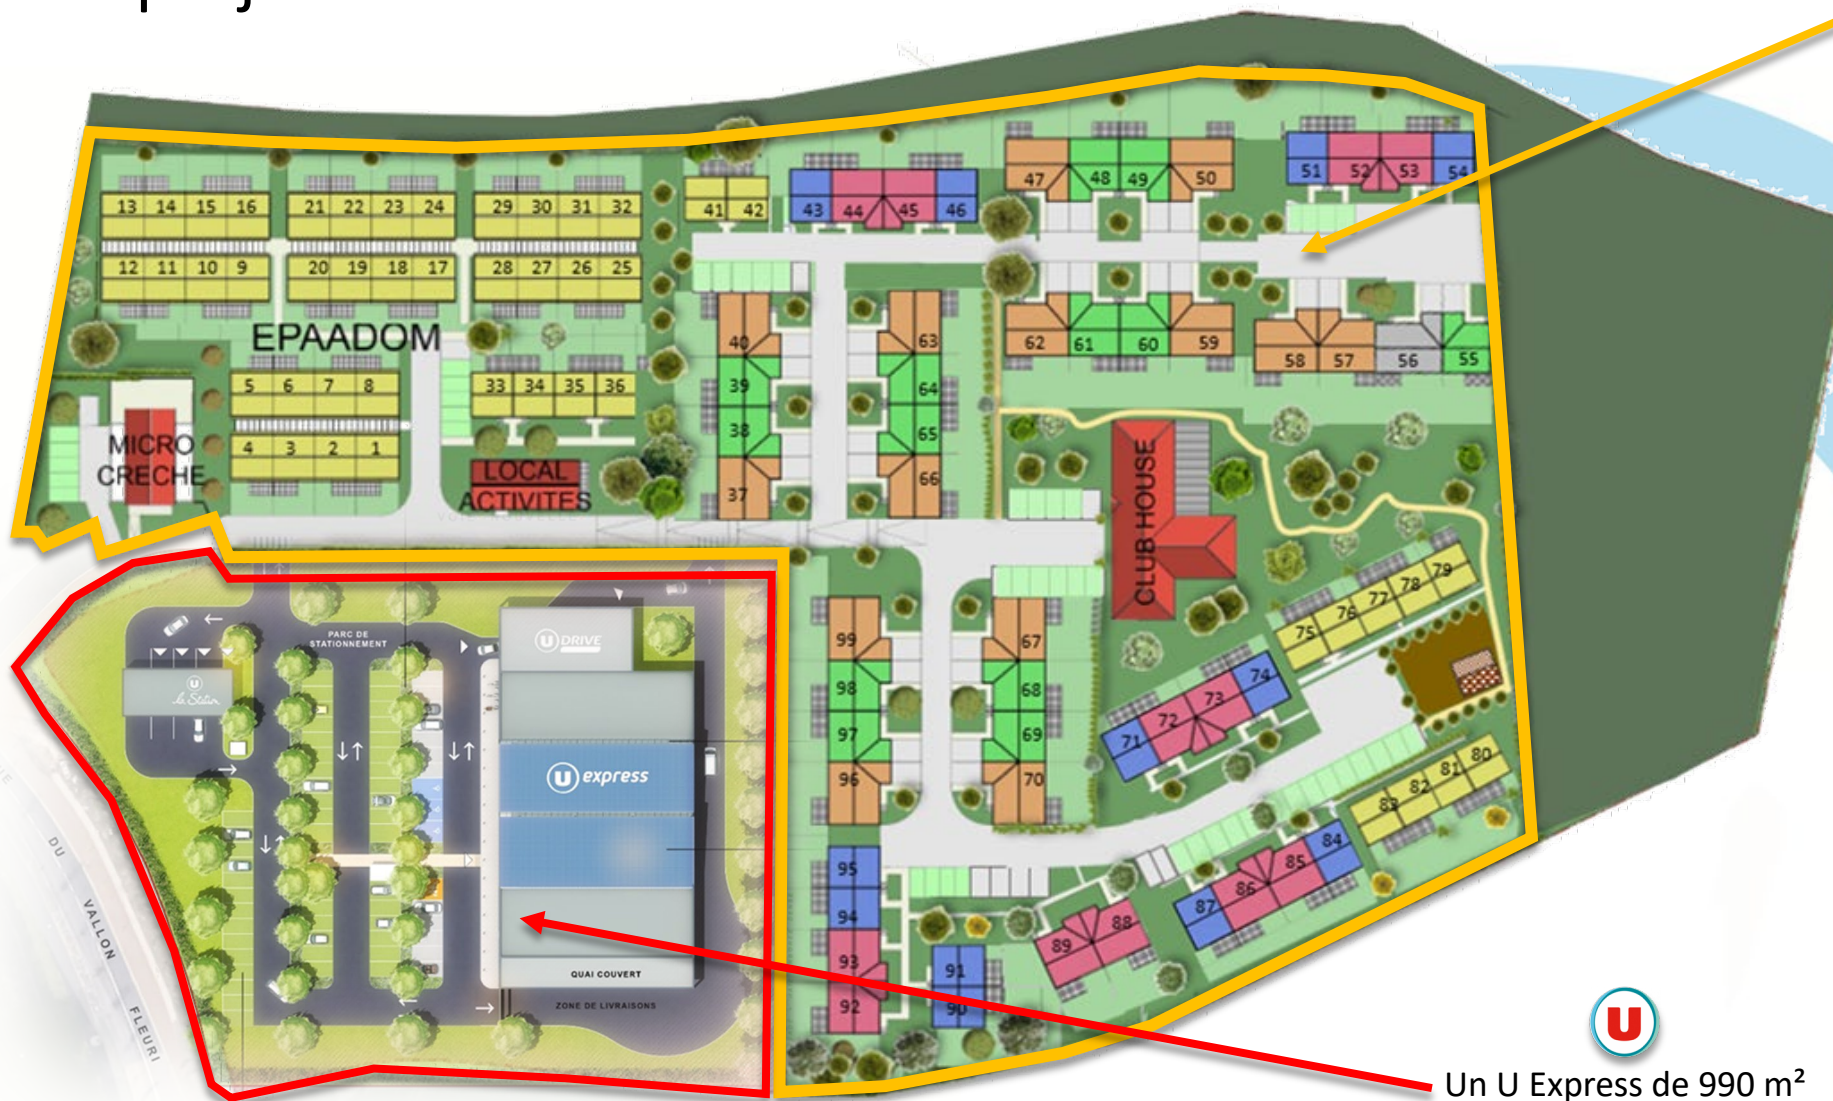 13 14 15 16
21 22 23 24
29 30 31 32
41 42
43 44 45 46
47 48 49 50
51 52 53 54
12 11 10 9
20 19 18 17
28 27 26 25
EPAADOM
5 6 7 8
33 34 35 36
4 3 2 1
MICRO
CRECHE
LOCAL
ACTIVITES
40
39
38
37
63
64
65
66
62 61 60 59
58 57 56 55
CLUB HOUSE
75 76 77 78 79
71 72 73 74
83 82 81 80
87 86 85 84
89 88
99
98
97
96
67
68
69
70
95
94
93
92
91
90
PARC DE
STATIONNEMENT
U DRIVE
U
la Station
U express
QUAI COUVERT
ZONE DE LIVRAISONS
DU
VALLON
FLEURI
U
Un U Express de 990 m²